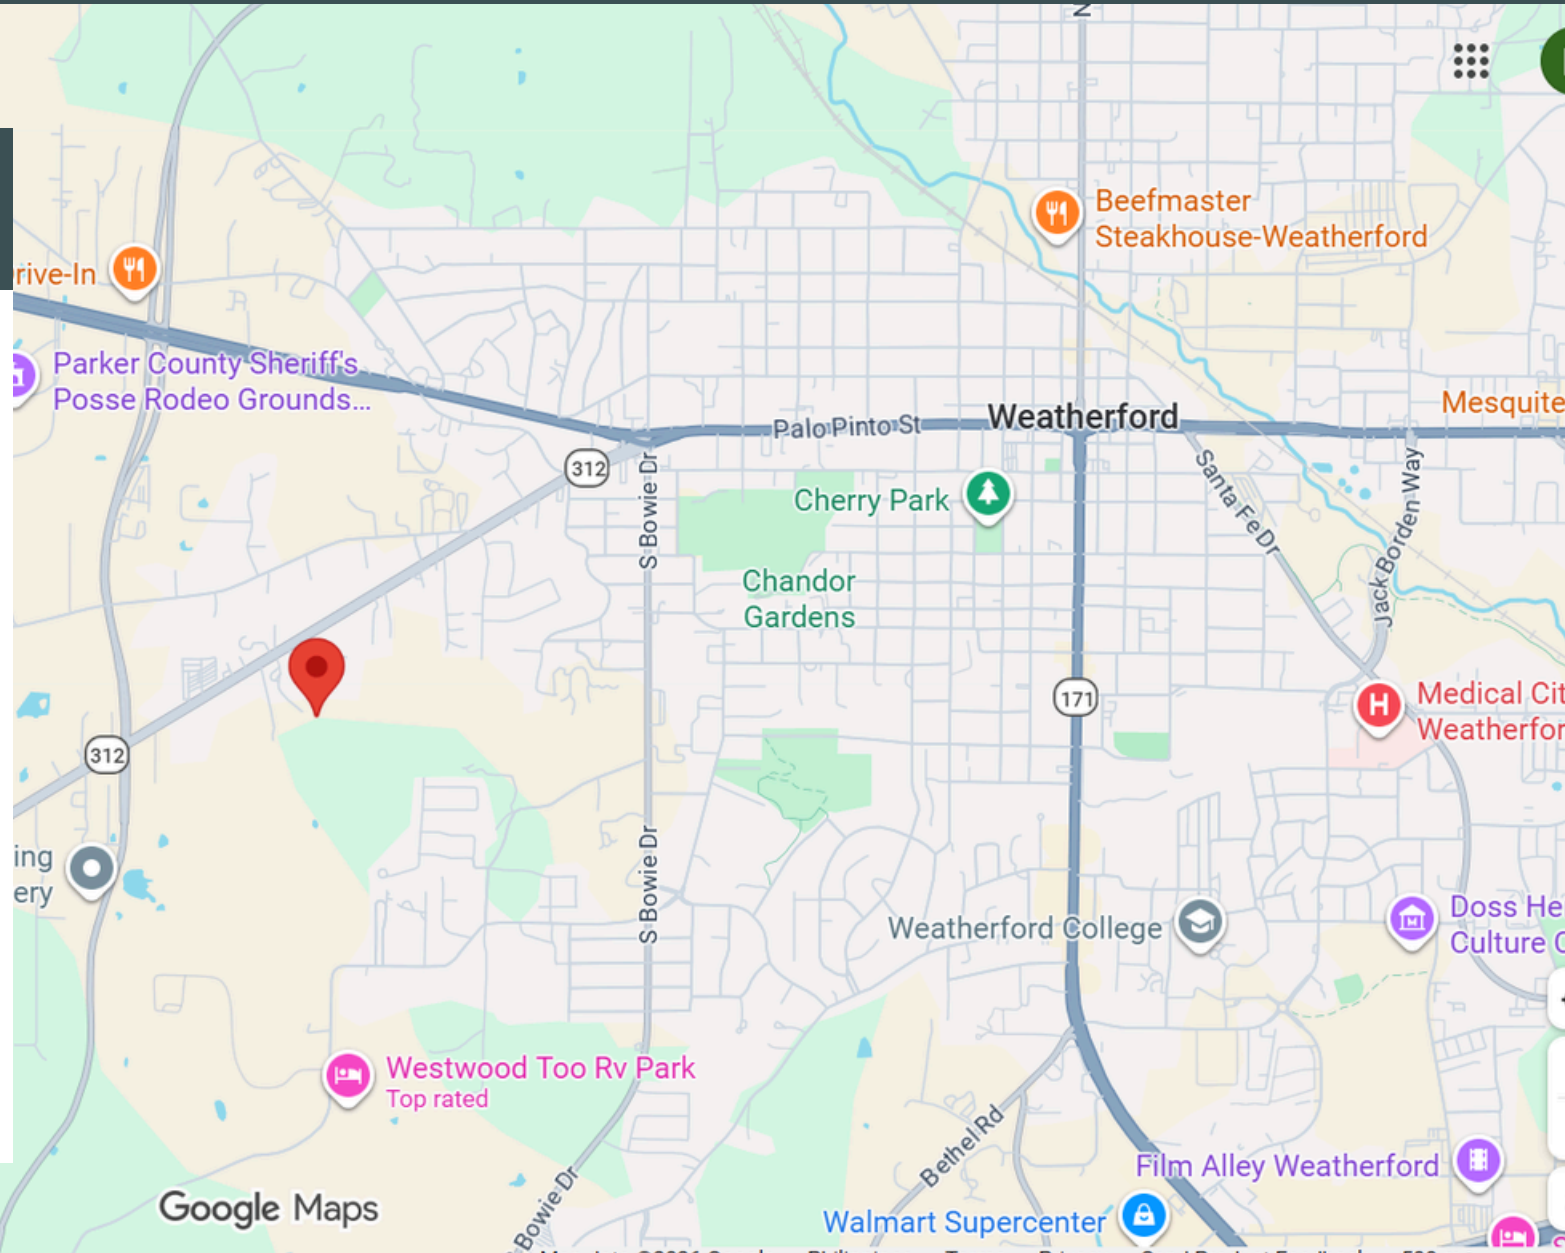 N
Beefmaster
Steakhouse-Weatherford
rive-In
Parker County Sheriff's
Posse Rodeo Grounds...
Mesquite
Weatherford
Palo Pinto St
312
S Bowie Dr
Santa Fe Dr
Jack Borden Way
Cherry Park
Chandor
Gardens
171
H
Medical Cit
Weatherfor
312
ing
ery
S Bowie Dr
Weatherford College
Doss He
Culture C
Westwood Too Rv Park
Top rated
Bethel Rd
Film Alley Weatherford
Bowie Dr
Google Maps
Walmart Supercenter